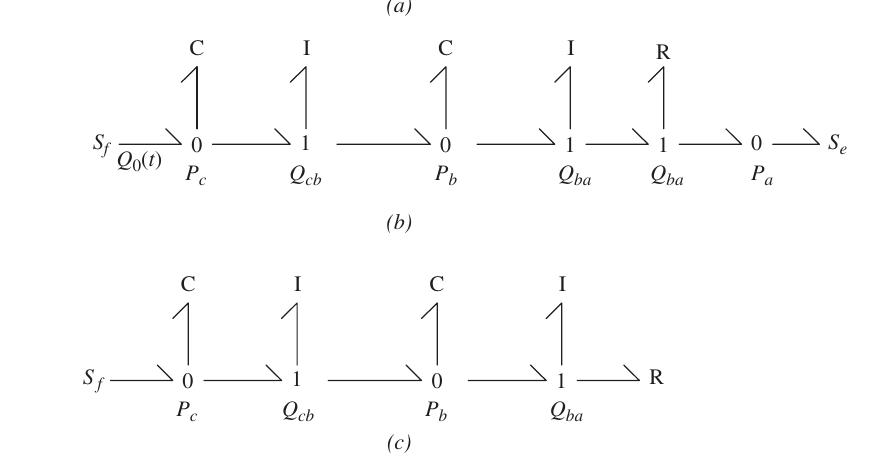 (a)
C I C I R
S_f 0 1 0 1 1 0 S_e
Q_0(t) P_c Q_cb P_b Q_ba Q_ba P_a
(b)
C I C I
S_f 0 1 0 1 R
P_c Q_cb P_b Q_ba
(c)